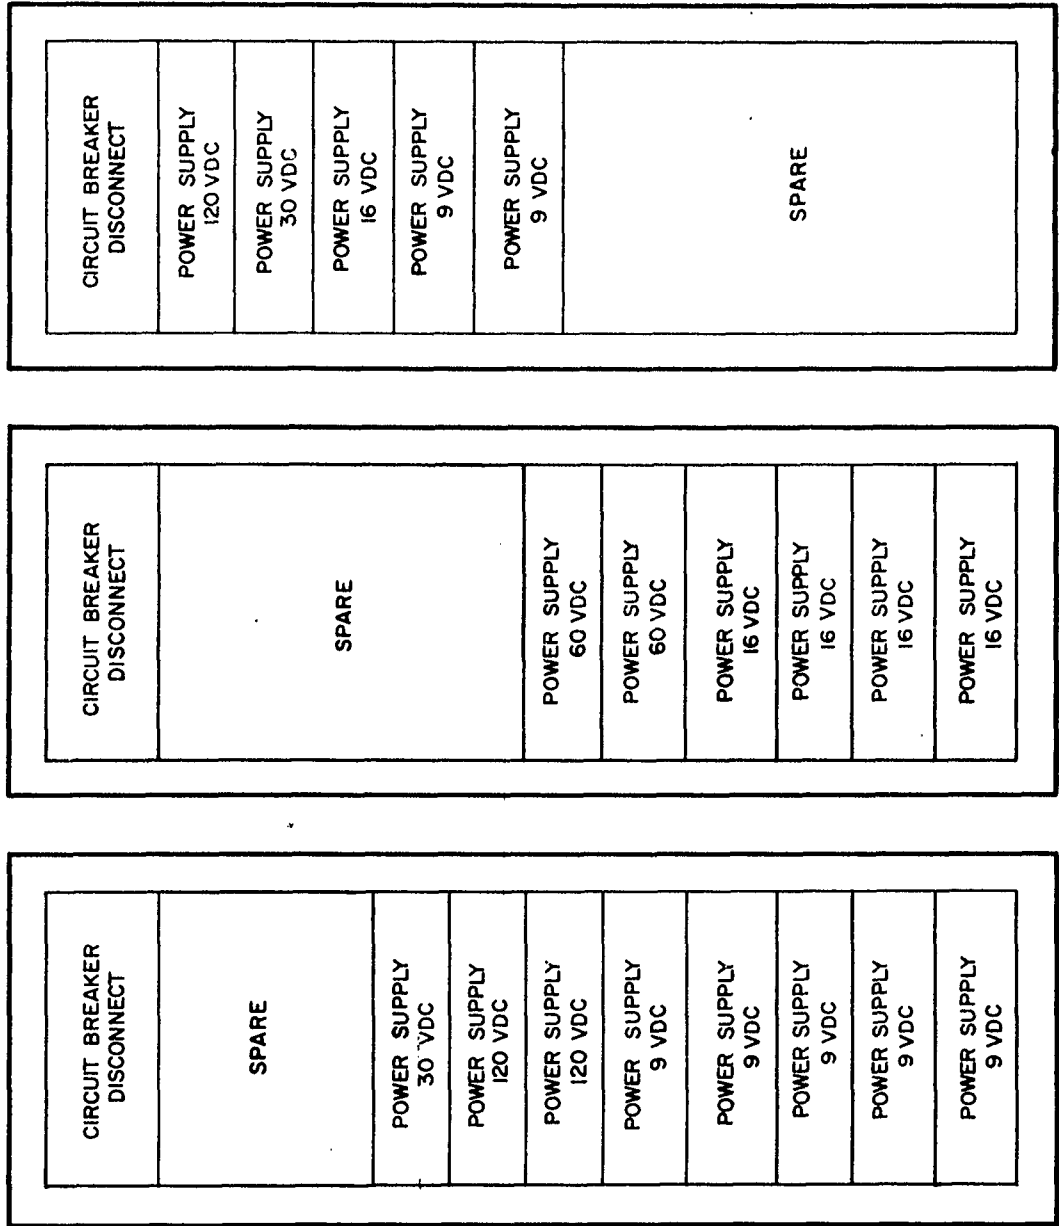 CIRCUIT BREAKER
DISCONNECT
SPARE
POWER SUPPLY
30 VDC
POWER SUPPLY
120 VDC
POWER SUPPLY
120 VDC
POWER SUPPLY
9 VDC
POWER SUPPLY
9 VDC
POWER SUPPLY
9 VDC
POWER SUPPLY
9 VDC
POWER SUPPLY
9 VDC
CIRCUIT BREAKER
DISCONNECT
SPARE
POWER SUPPLY
60 VDC
POWER SUPPLY
60 VDC
POWER SUPPLY
16 VDC
POWER SUPPLY
16 VDC
POWER SUPPLY
16 VDC
POWER SUPPLY
16 VDC
CIRCUIT BREAKER
DISCONNECT
POWER SUPPLY
120 VDC
POWER SUPPLY
30 VDC
POWER SUPPLY
16 VDC
POWER SUPPLY
9 VDC
POWER SUPPLY
9 VDC
SPARE